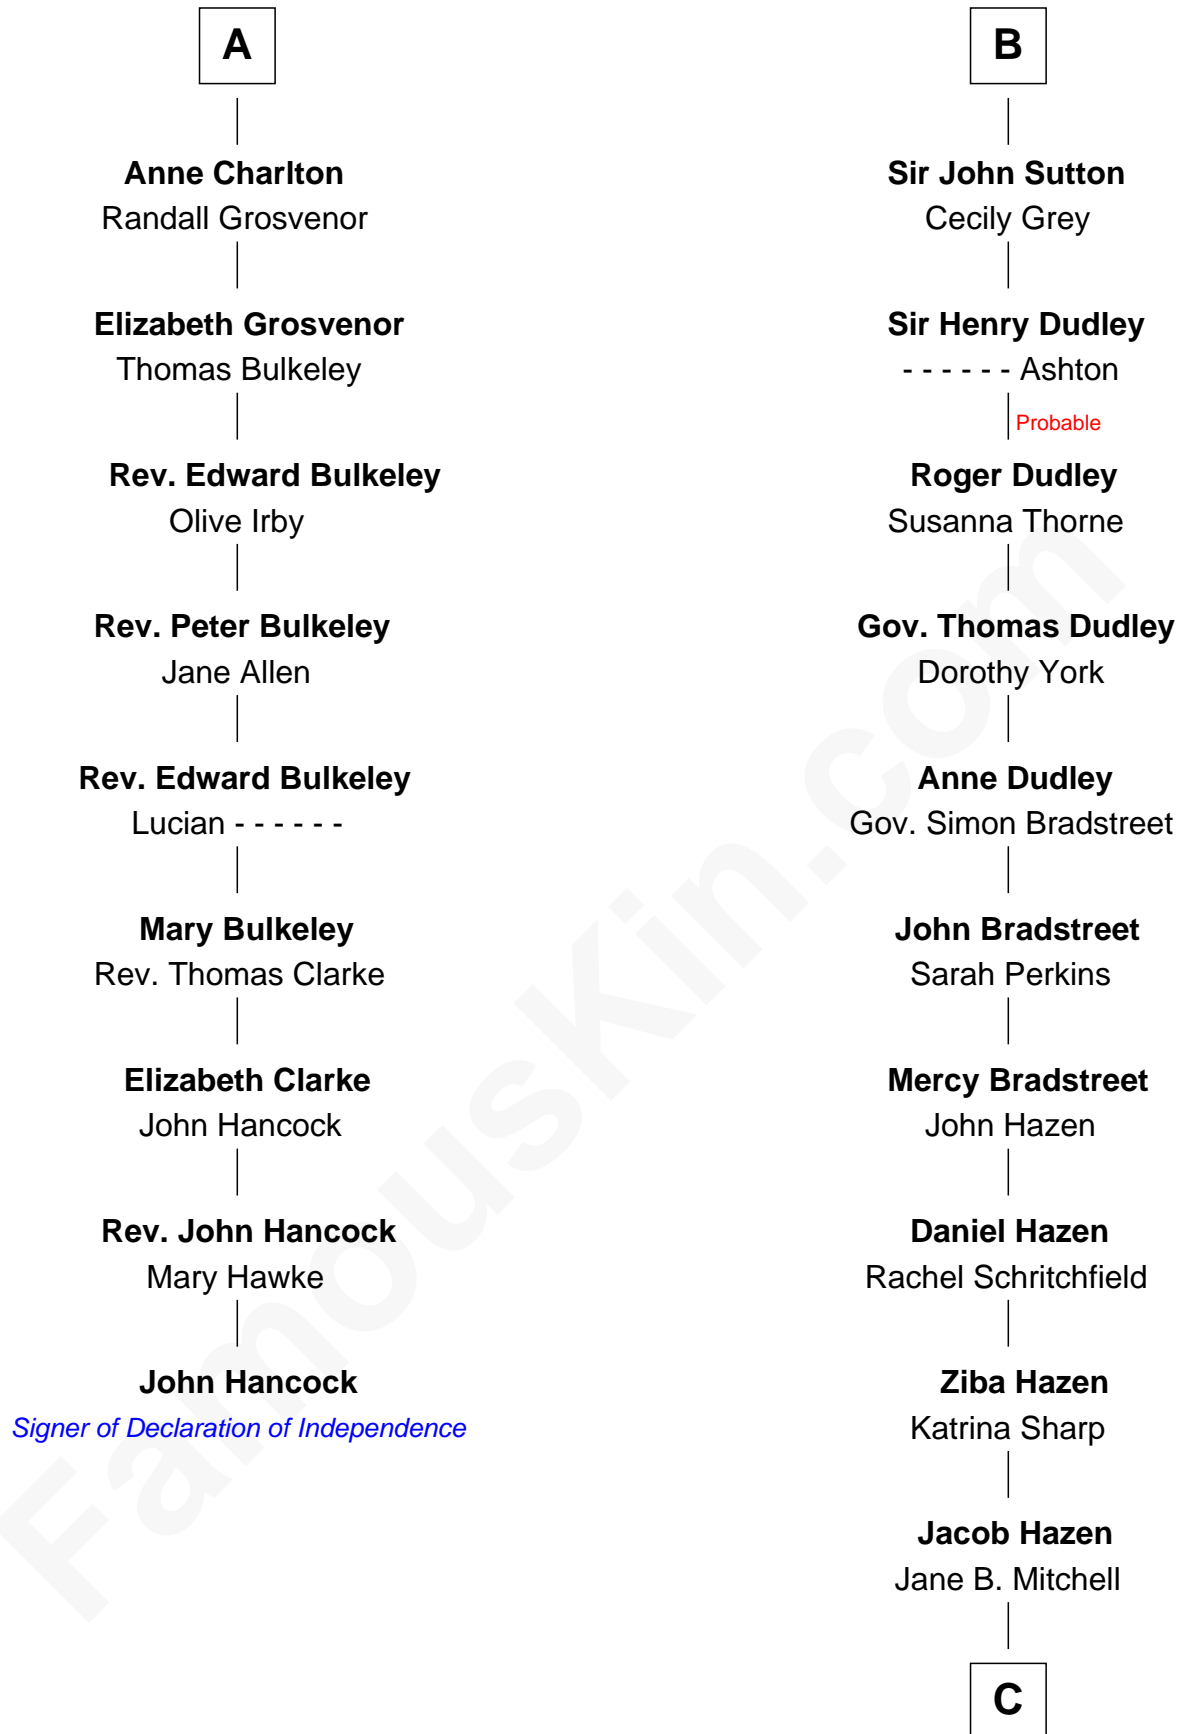 A
Anne Charlton
Randall Grosvenor
Elizabeth Grosvenor
Thomas Bulkeley
Rev. Edward Bulkeley
Olive Irby
Rev. Peter Bulkeley
Jane Allen
Rev. Edward Bulkeley
Lucian - - - - - -
Mary Bulkeley
Rev. Thomas Clarke
Elizabeth Clarke
John Hancock
Rev. John Hancock
Mary Hawke
John Hancock
Signer of Declaration of Independence
B
Sir John Sutton
Cecily Grey
Sir Henry Dudley
- - - - - - Ashton
Probable
Roger Dudley
Susanna Thorne
Gov. Thomas Dudley
Dorothy York
Anne Dudley
Gov. Simon Bradstreet
John Bradstreet
Sarah Perkins
Mercy Bradstreet
John Hazen
Daniel Hazen
Rachel Schritchfield
Ziba Hazen
Katrina Sharp
Jacob Hazen
Jane B. Mitchell
C
FamousKin.com